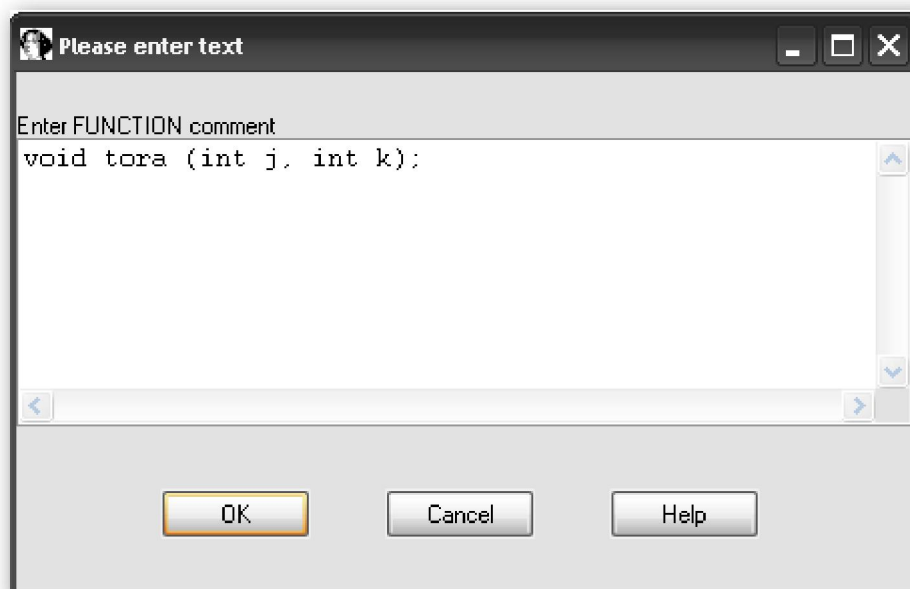 Please enter text
Enter FUNCTION comment
void tora (int j, int k);
OK Cancel Help